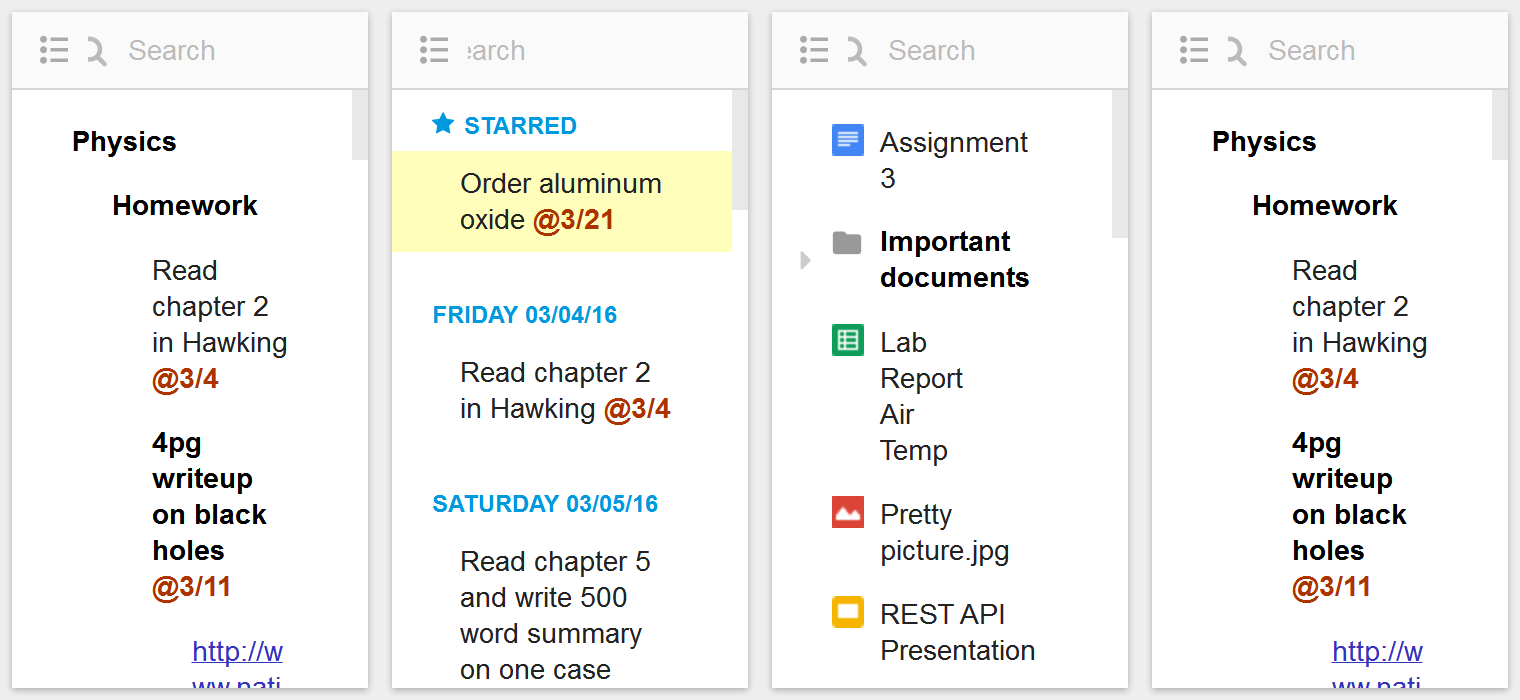 Search
Physics
Homework
Read
chapter 2
in Hawking
@3/4
4pg
writeup
on black
holes
@3/11
http://w
earch
STARRED
Order aluminum
oxide @3/21
FRIDAY 03/04/16
Read chapter 2
in Hawking @3/4
SATURDAY 03/05/16
Read chapter 5
and write 500
word summary
on one case
Search
Assignment
3
Important
documents
Lab
Report
Air
Temp
Pretty
picture.jpg
REST API
Presentation
Search
Physics
Homework
Read
chapter 2
in Hawking
@3/4
4pg
writeup
on black
holes
@3/11
http://w